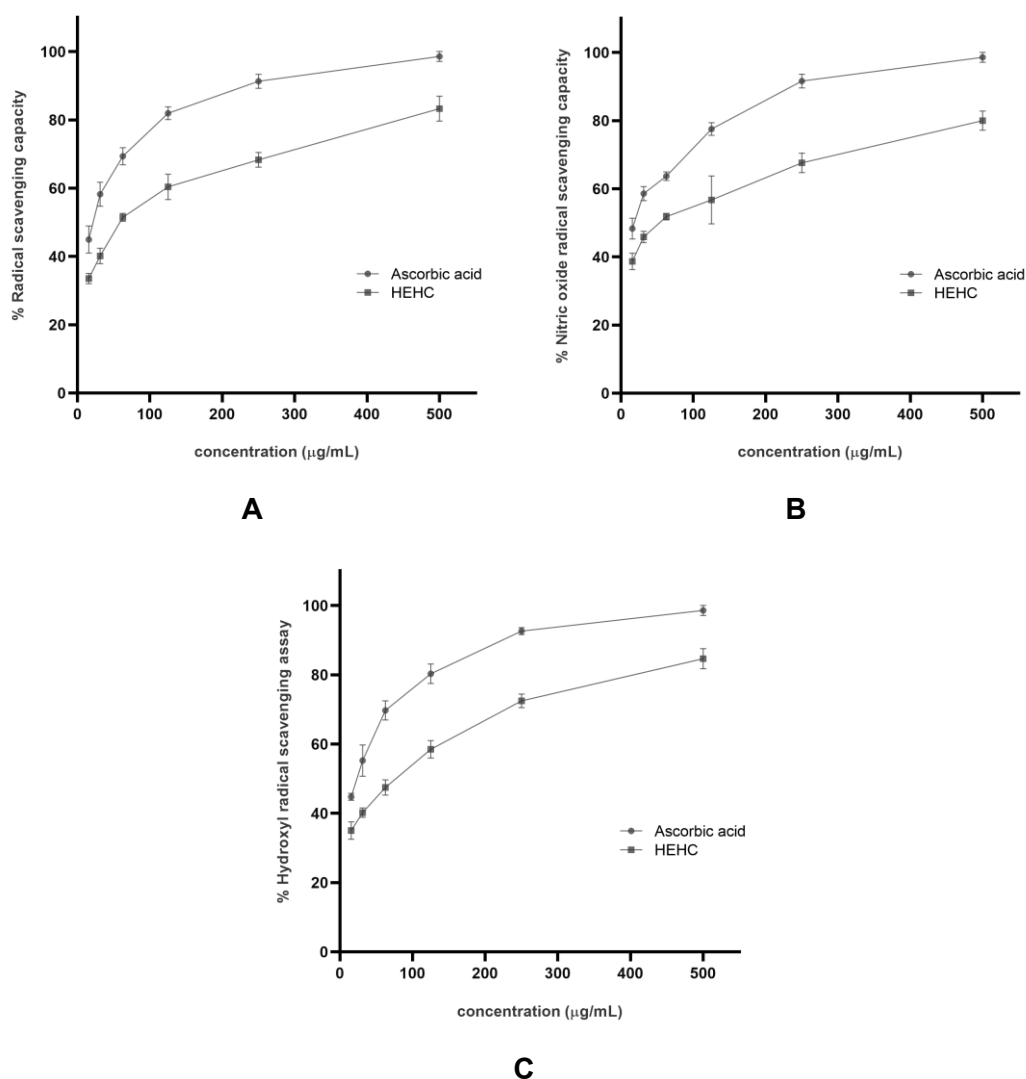 % Radical scavenging capacity
100
80
60
40
20
0
0 100 200 300 400 500
concentration (μg/mL)
Ascorbic acid
HEHC
A
% Nitric oxide radical scavenging capacity
100
80
60
40
20
0
0 100 200 300 400 500
concentration (μg/mL)
Ascorbic acid
HEHC
B
% Hydroxyl radical scavenging assay
100
80
60
40
20
0
0 100 200 300 400 500
concentration (μg/mL)
Ascorbic acid
HEHC
C